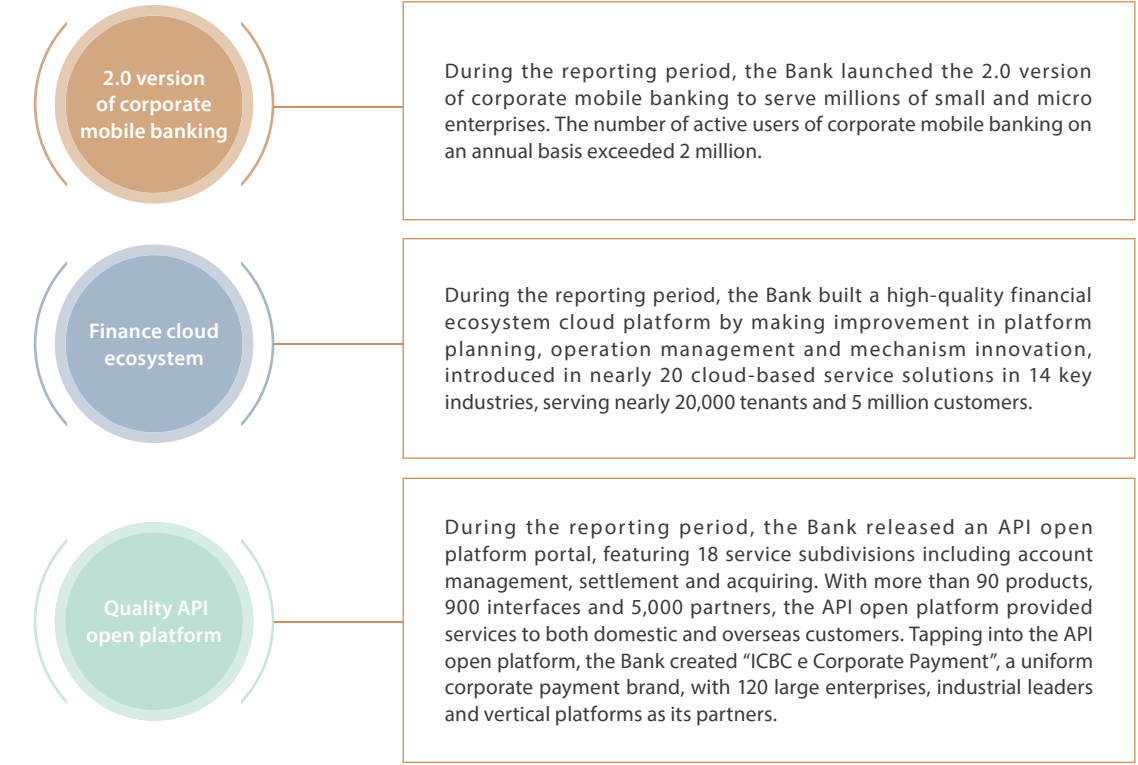 2.0 version
of corporate
mobile banking
During the reporting period, the Bank launched the 2.0 version
of corporate mobile banking to serve millions of small and micro
enterprises. The number of active users of corporate mobile banking on
an annual basis exceeded 2 million.
Finance cloud
ecosystem
During the reporting period, the Bank built a high-quality financial
ecosystem cloud platform by making improvement in platform
planning, operation management and mechanism innovation,
introduced in nearly 20 cloud-based service solutions in 14 key
industries, serving nearly 20,000 tenants and 5 million customers.
Quality API
open platform
During the reporting period, the Bank released an API open
platform portal, featuring 18 service subdivisions including account
management, settlement and acquiring. With more than 90 products,
900 interfaces and 5,000 partners, the API open platform provided
services to both domestic and overseas customers. Tapping into the API
open platform, the Bank created “ICBC e Corporate Payment”, a uniform
corporate payment brand, with 120 large enterprises, industrial leaders
and vertical platforms as its partners.